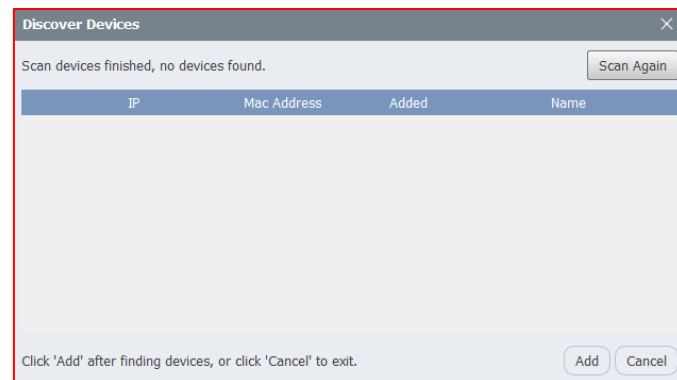 Discover Devices
Scan devices finished, no devices found.
Scan Again
IP Mac Address Added Name
Click 'Add' after finding devices, or click 'Cancel' to exit.
Add Cancel